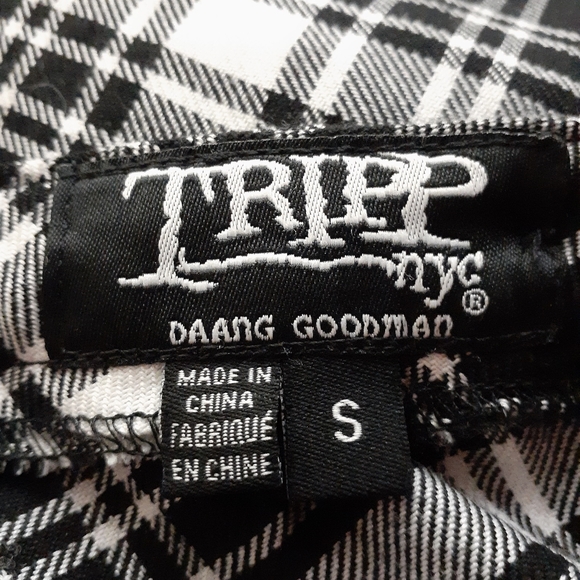 TRIPP
nyc®
DAANG GOODMAN
MADE IN
CHINA
FABRIQUÉ
EN CHINE
S